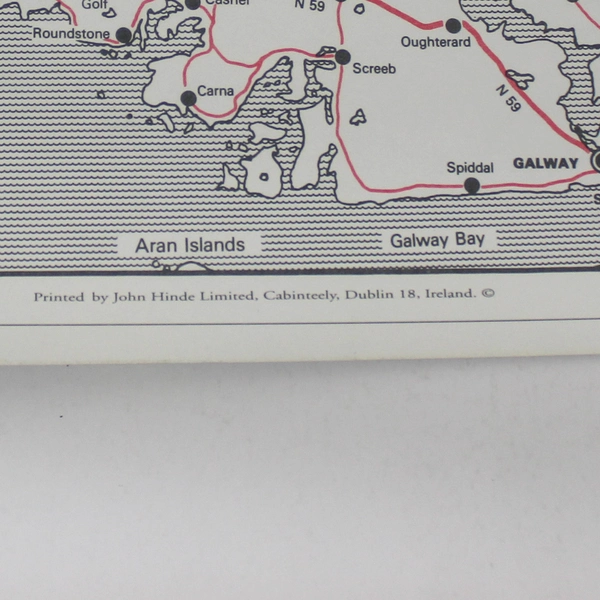 Golf
Cashel
N 59
Roundstone
Oughterard
Screeb
Carna
N 59
Spiddal
GALWAY
Aran Islands
Galway Bay
Printed by John Hinde Limited, Cabinteely, Dublin 18, Ireland. ©